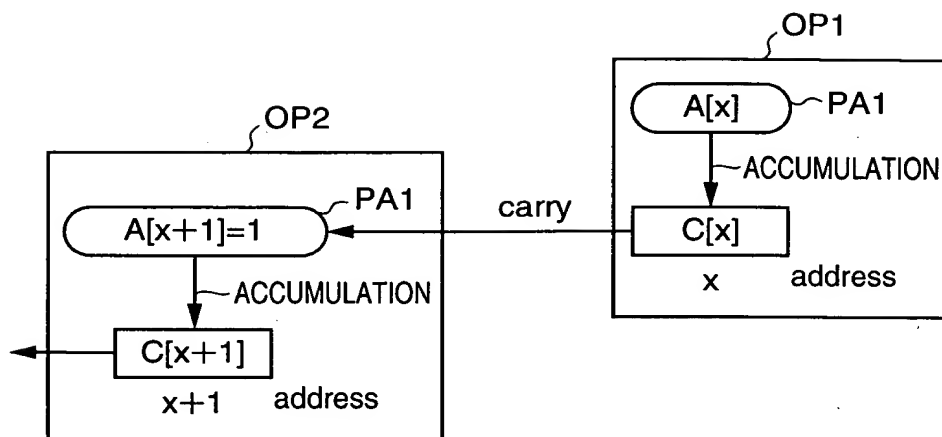 OP1
A[x]
PA1
ACCUMULATION
C[x]
x address
OP2
PA1
A[x+1]=1
carry
ACCUMULATION
C[x+1]
x+1 address